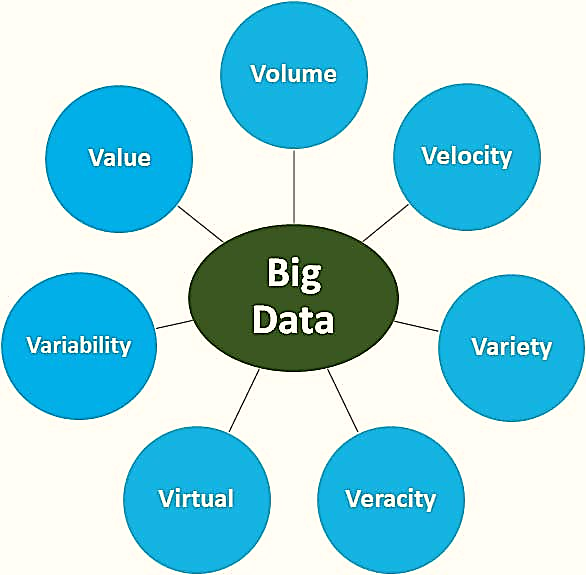 Volume
Velocity
Variety
Veracity
Virtual
Variability
Value
Big
Data